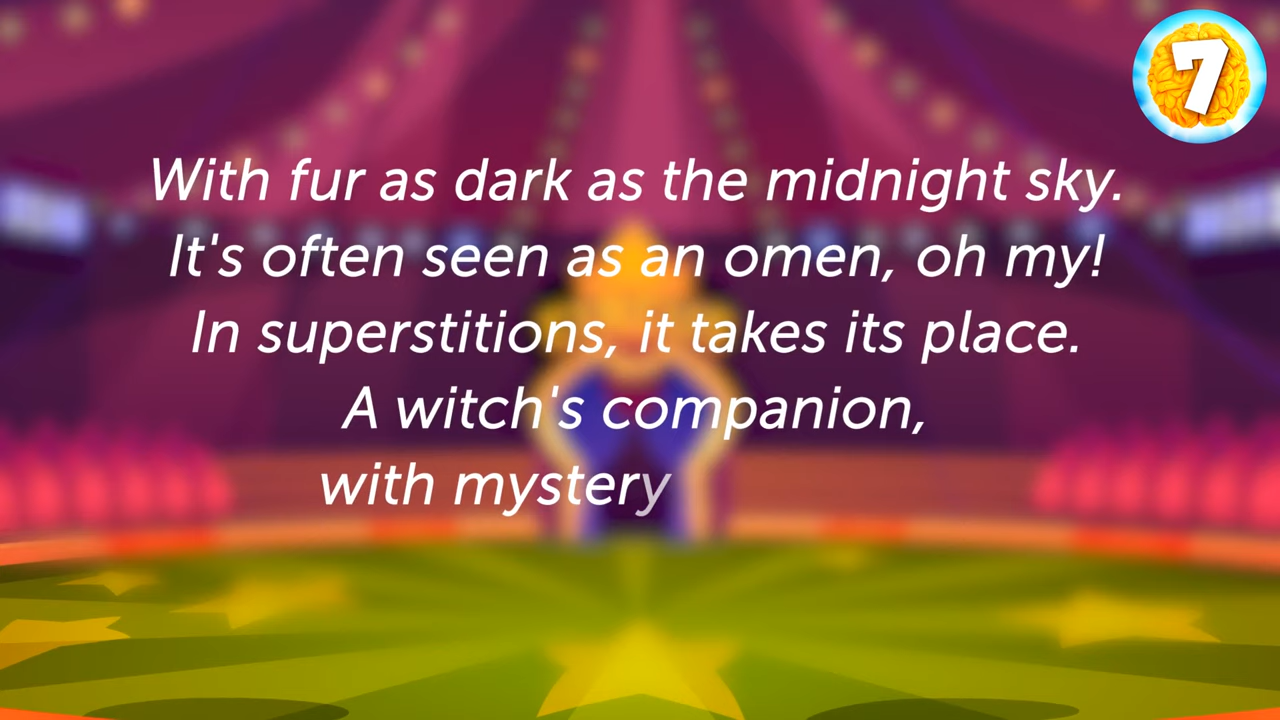 7
With fur as dark as the midnight sky.
It's often seen as an omen, oh my!
In superstitions, it takes its place.
A witch's companion,
with mystery